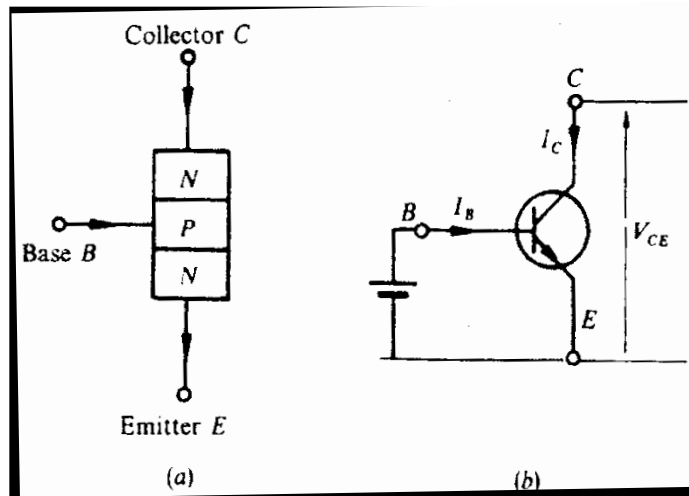 Collector C
N
P
N
Base B
Emitter E
(a)
C
I_C
B
I_B
V_CE
E
(b)